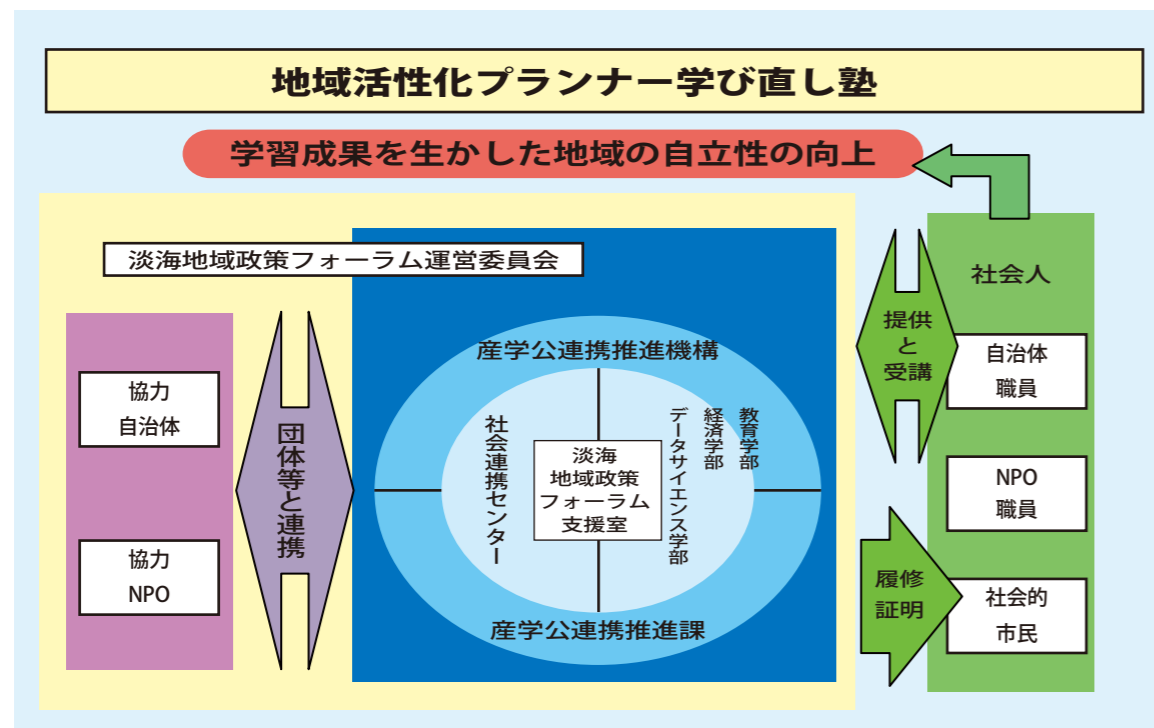 地域活性化プランナー学び直し塾
学習成果を生かした地域の自立性の向上
淡海地域政策フォーラム運営委員会
協力
自治体
協力
NPO
団体等と連携
産学公連携推進機構
社会連携センター
淡海
地域政策
フォーラム
支援室
教育学部
経済学部
データサイエンス学部
産学公連携推進課
提供
と
受講
履修
証明
社会人
自治体
職員
NPO
職員
社会的
市民